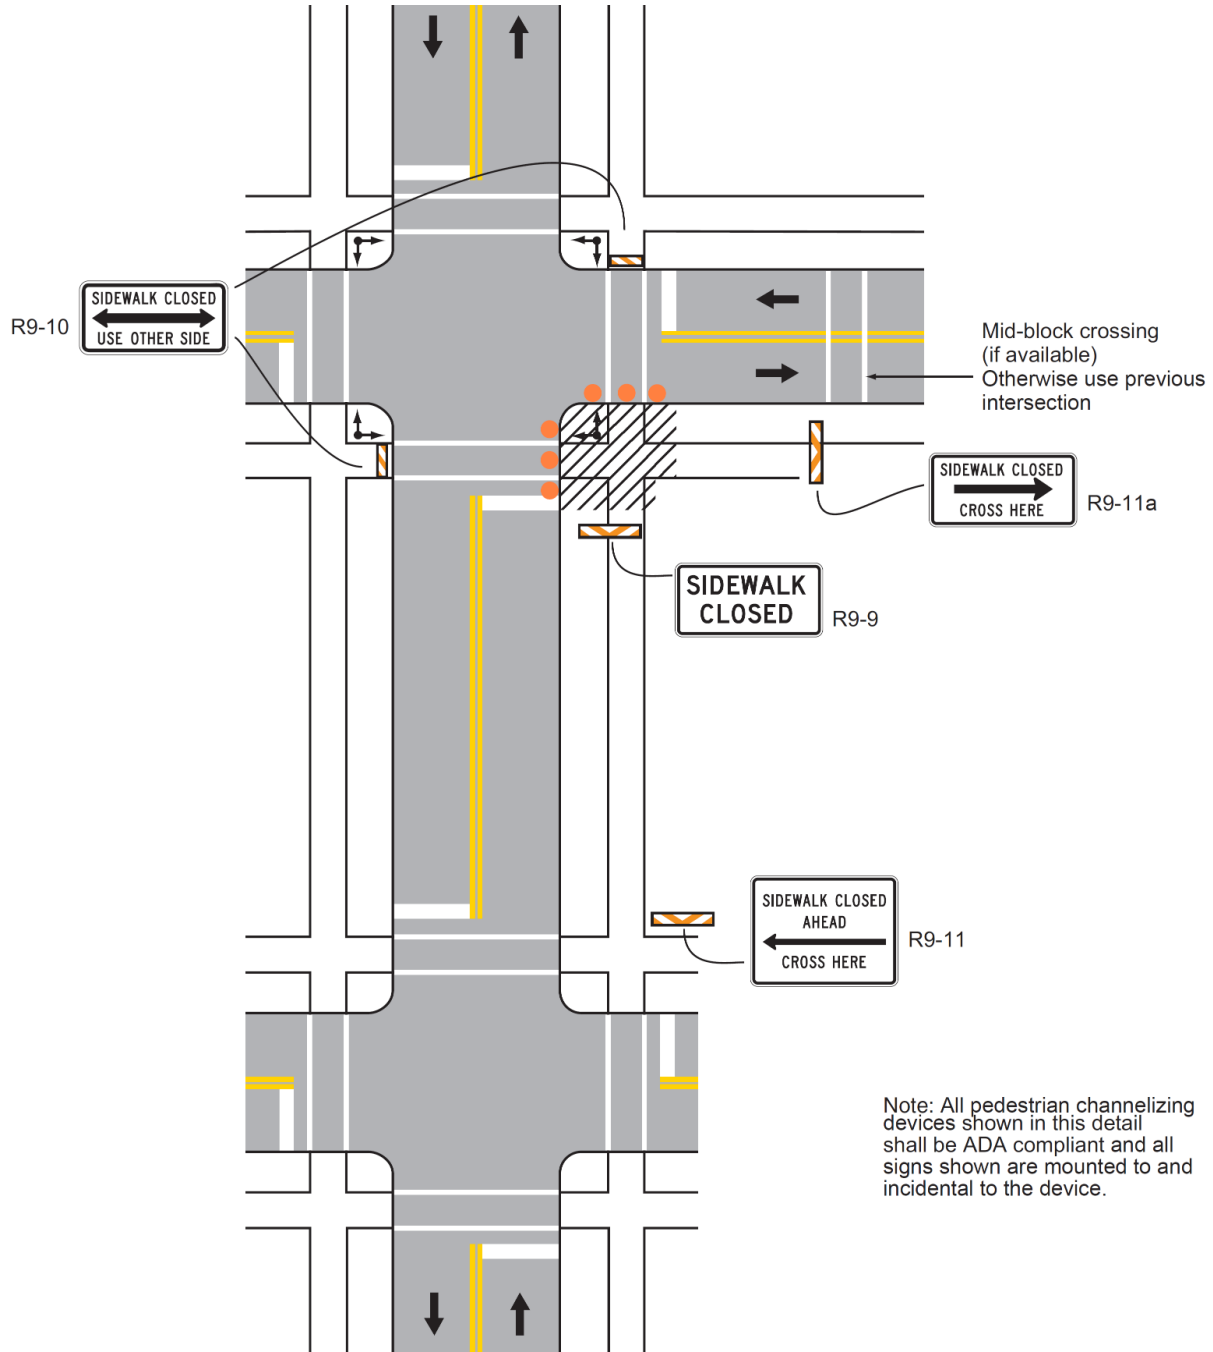 SIDEWALK CLOSED
USE OTHER SIDE
R9-10
Mid-block crossing
(if available)
Otherwise use previous
intersection
SIDEWALK CLOSED
CROSS HERE
R9-11a
SIDEWALK
CLOSED
R9-9
SIDEWALK CLOSED
AHEAD
CROSS HERE
R9-11
Note: All pedestrian channelizing
devices shown in this detail
shall be ADA compliant and all
signs shown are mounted to and
incidental to the device.